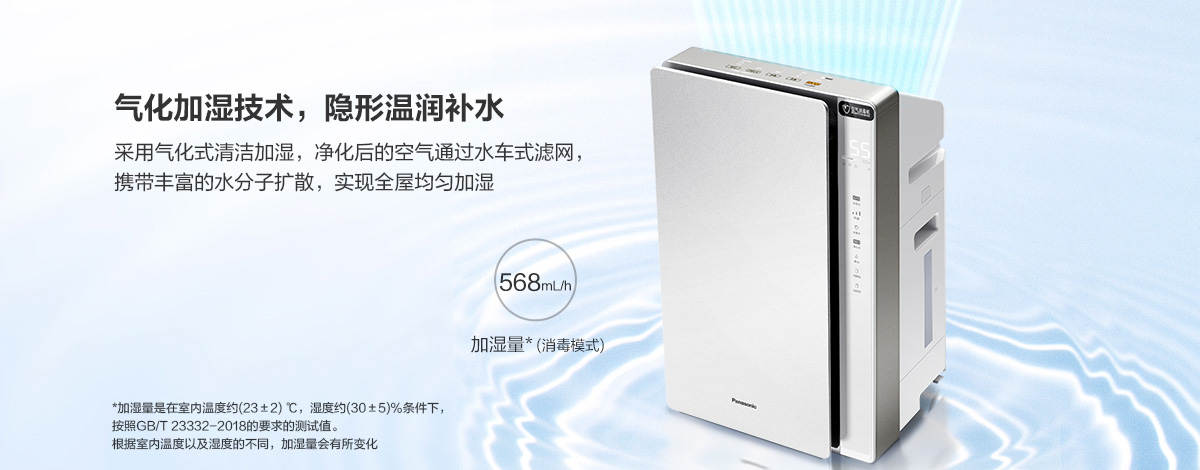 气化加湿技术，隐形温润补水
采用气化式清洁加湿，净化后的空气通过水车式滤网，
携带丰富的水分子扩散，实现全屋均匀加湿
568mL/h
加湿量* (消毒模式)
*加湿量是在室内温度约(23±2) ℃，湿度约(30±5)%条件下，
按照GB/T 23332-2018的要求的测试值。
根据室内温度以及湿度的不同，加湿量会有所变化
空气消毒机
55
Panasonic